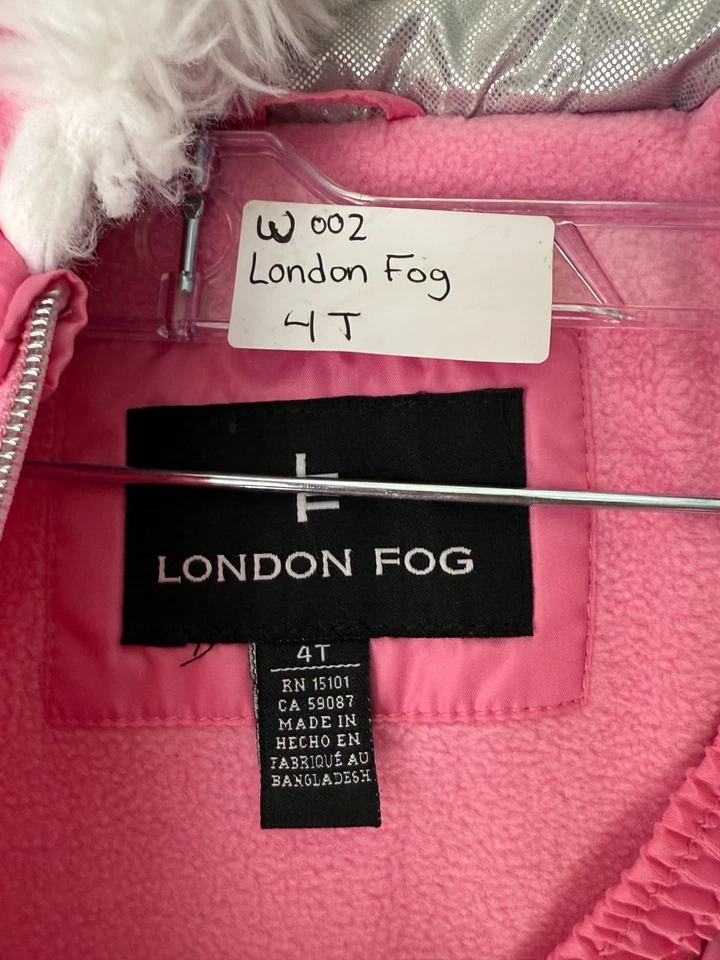 W 002
London Fog
4T
LONDON FOG
4T
RN 15101
CA 59087
MADE IN
HECHO EN
FABRIQUÉ AU
BANGLADESH